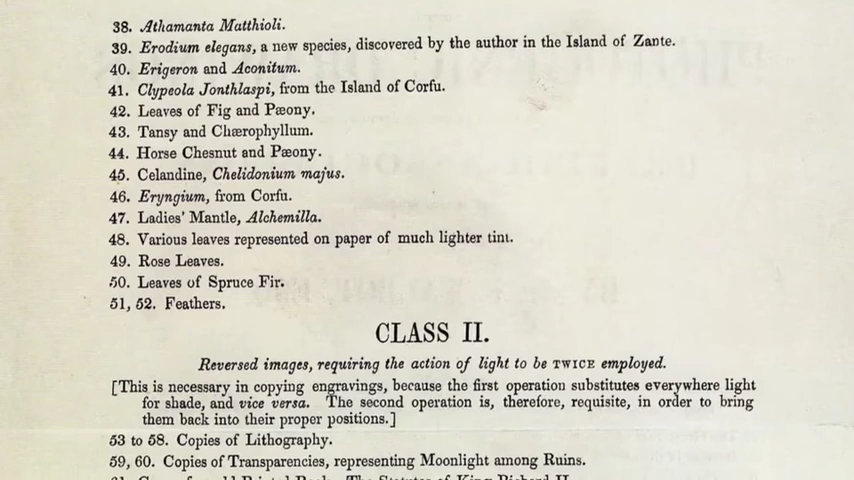 38. Athamanta Matthioli.
39. Erodium elegans, a new species, discovered by the author in the Island of Zante.
40. Erigeron and Aconitum.
41. Clypeola Jonthlaspi, from the Island of Corfu.
42. Leaves of Fig and Pæony.
43. Tansy and Chærophyllum.
44. Horse Chesnut and Pæony.
45. Celandine, Chelidonium majus.
46. Eryngium, from Corfu.
47. Ladies' Mantle, Alchemilla.
48. Various leaves represented on paper of much lighter tint.
49. Rose Leaves.
50. Leaves of Spruce Fir.
51, 52. Feathers.
CLASS II.
Reversed images, requiring the action of light to be TWICE employed.
[This is necessary in copying engravings, because the first operation substitutes everywhere light
for shade, and vice versa. The second operation is, therefore, requisite, in order to bring
them back into their proper positions.]
53 to 58. Copies of Lithography.
59, 60. Copies of Transparencies, representing Moonlight among Ruins.